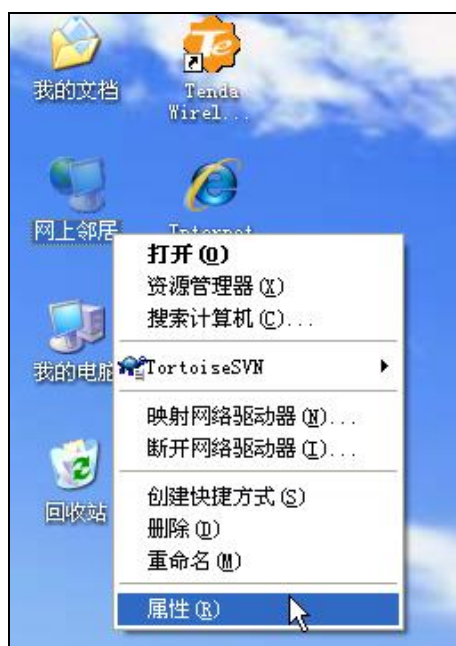 我的文档
Tenda
Wirel...
网上邻居
Internet
打开(O)
资源管理器(X)
搜索计算机(C)...
我的电脑
TortoiseSVN
映射网络驱动器(N)...
断开网络驱动器(I)...
回收站
创建快捷方式(S)
删除(D)
重命名(M)
属性(R)